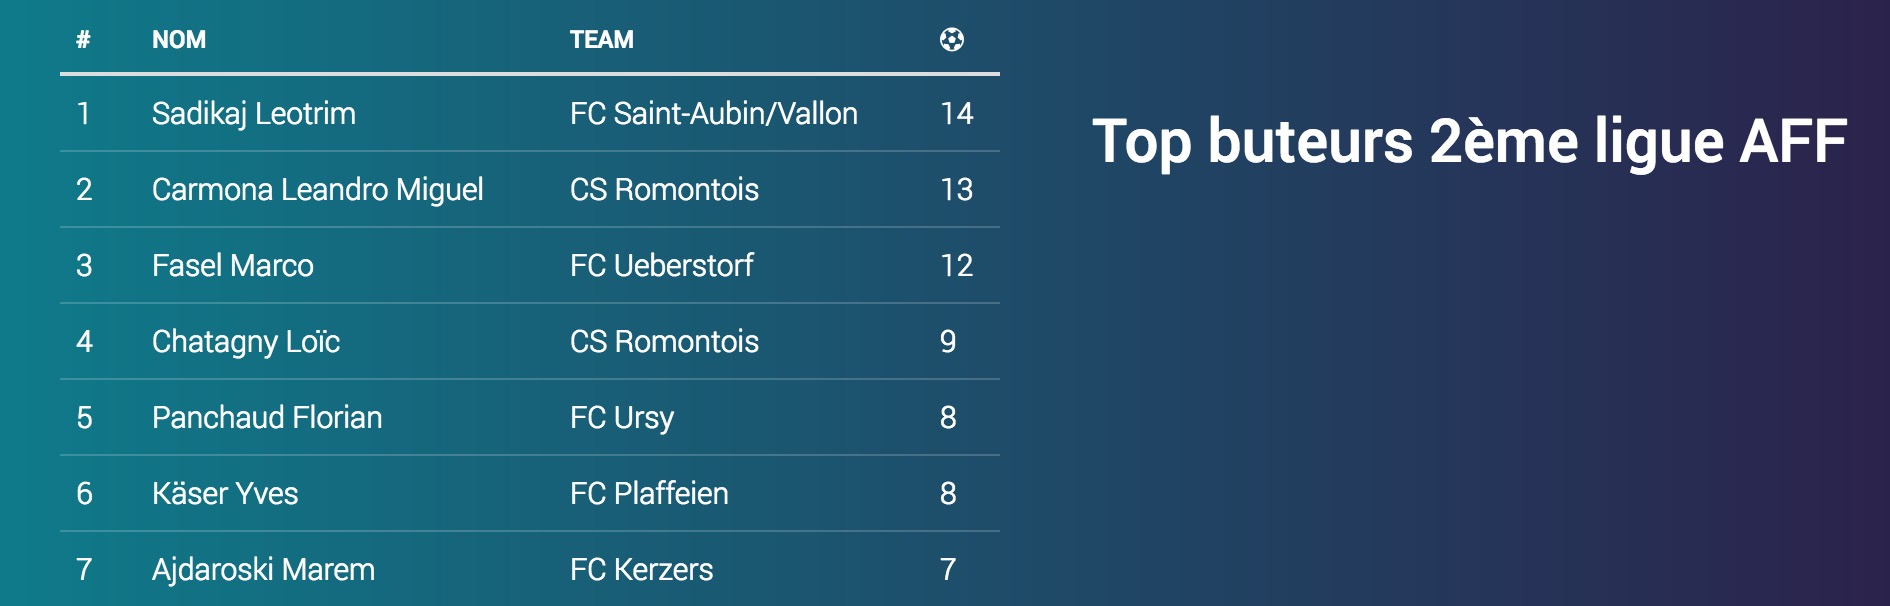 # NOM TEAM
1 Sadikaj Leotrim FC Saint-Aubin/Vallon 14
2 Carmona Leandro Miguel CS Romontois 13
3 Fasel Marco FC Ueberstorf 12
4 Chatagny Loïc CS Romontois 9
5 Panchaud Florian FC Ursy 8
6 Käser Yves FC Plaffeien 8
7 Ajdaroski Marem FC Kerzers 7
Top buteurs 2ème ligue AFF